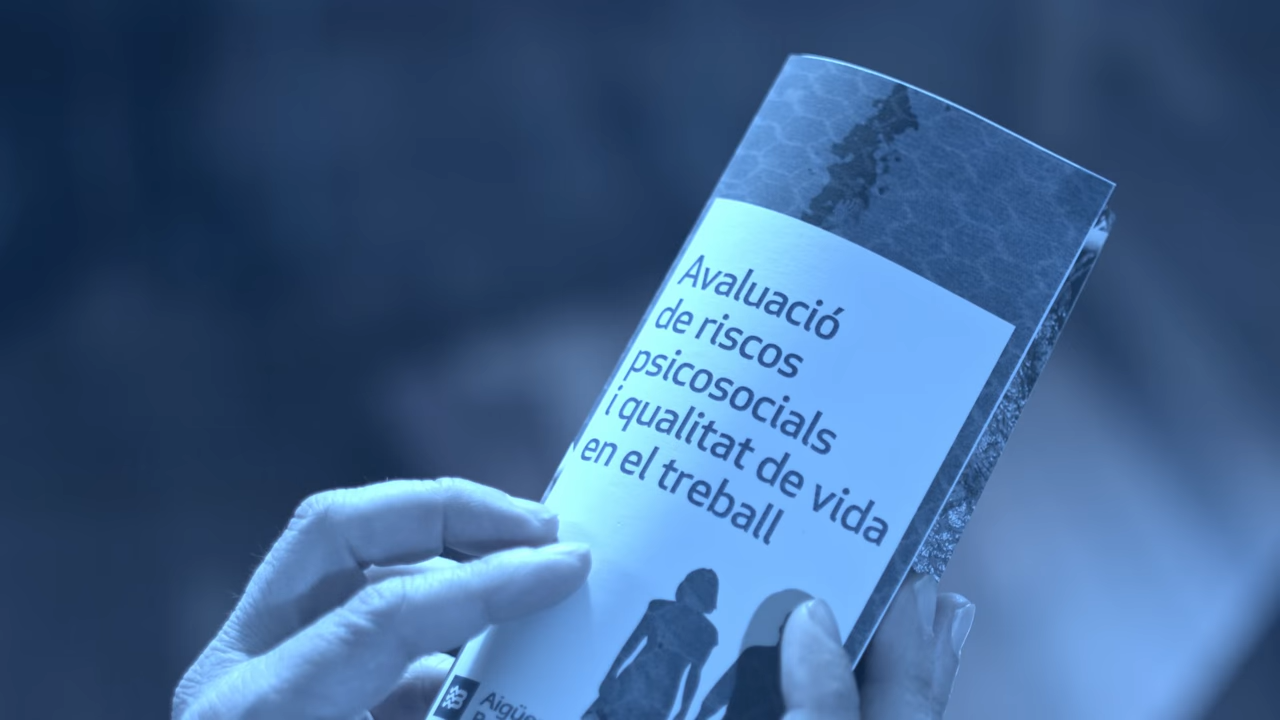 Avaluació
de riscos
psicosocials
i qualitat de vida
en el treball